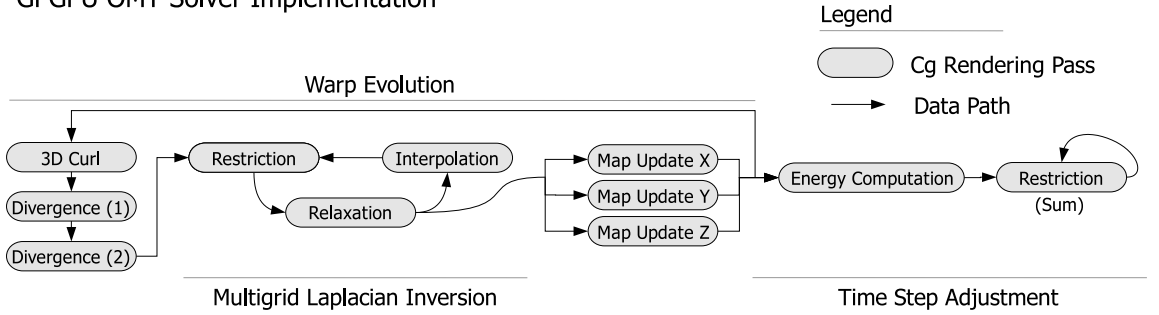 GPGPU OMT Solver Implementation
Legend
Cg Rendering Pass
Data Path
Warp Evolution
3D Curl
Divergence (1)
Divergence (2)
Restriction
Interpolation
Relaxation
Map Update X
Map Update Y
Map Update Z
Energy Computation
Restriction
(Sum)
Multigrid Laplacian Inversion
Time Step Adjustment